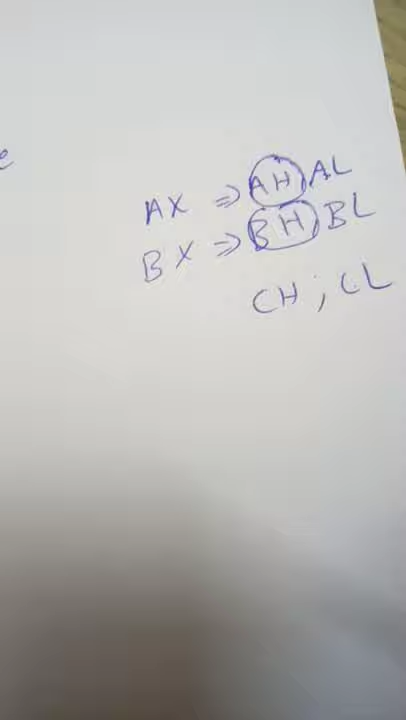 AX ⇒ AH AL
BX ⇒ BH BL
CH ; CL